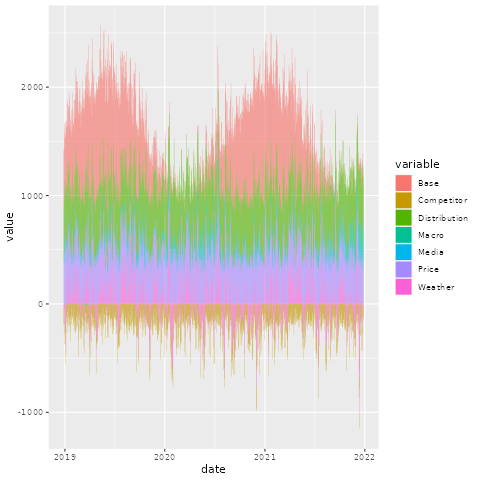 2000
1000
0
-1000
value
2019
2020
2021
2022
date
variable
Base
Competitor
Distribution
Macro
Media
Price
Weather